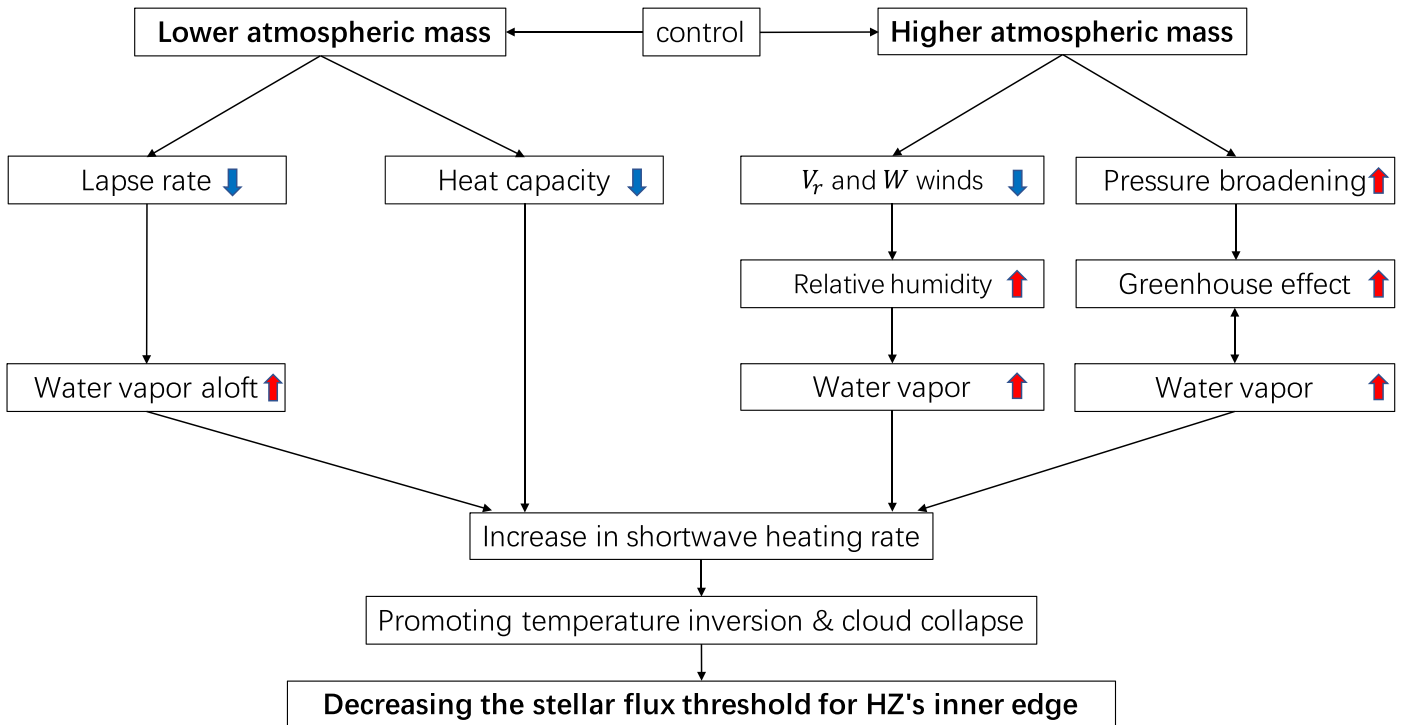 Lower atmospheric mass
control
Higher atmospheric mass
Lapse rate
Heat capacity
V_r and W winds
Pressure broadening
Relative humidity
Greenhouse effect
Water vapor aloft
Water vapor
Water vapor
Increase in shortwave heating rate
Promoting temperature inversion & cloud collapse
Decreasing the stellar flux threshold for HZ's inner edge